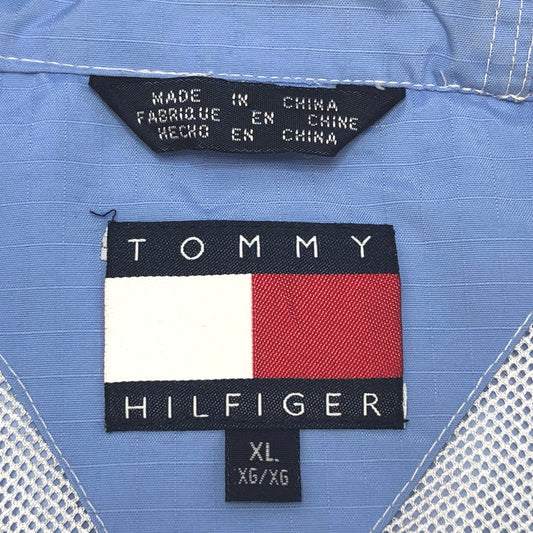 MADE IN CHINA
FABRIQUE EN CHINE
HECHO EN CHINA
TOMMY
HILFIGER
XL
XG/XG